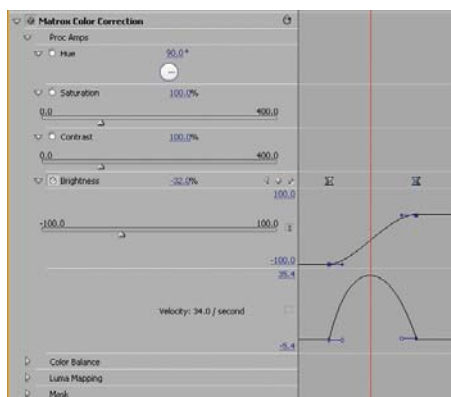 Matrox Color Correction
Proc Amps
Hue 90.0°
Saturation 100.0%
0.0 400.0
Contrast 100.0%
0.0 400.0
Brightness -32.0%
100.0
-100.0 100.0
-100.0
35.4
Velocity: 34.0 / second
-5.4
Color Balance
Luma Mapping
Mask